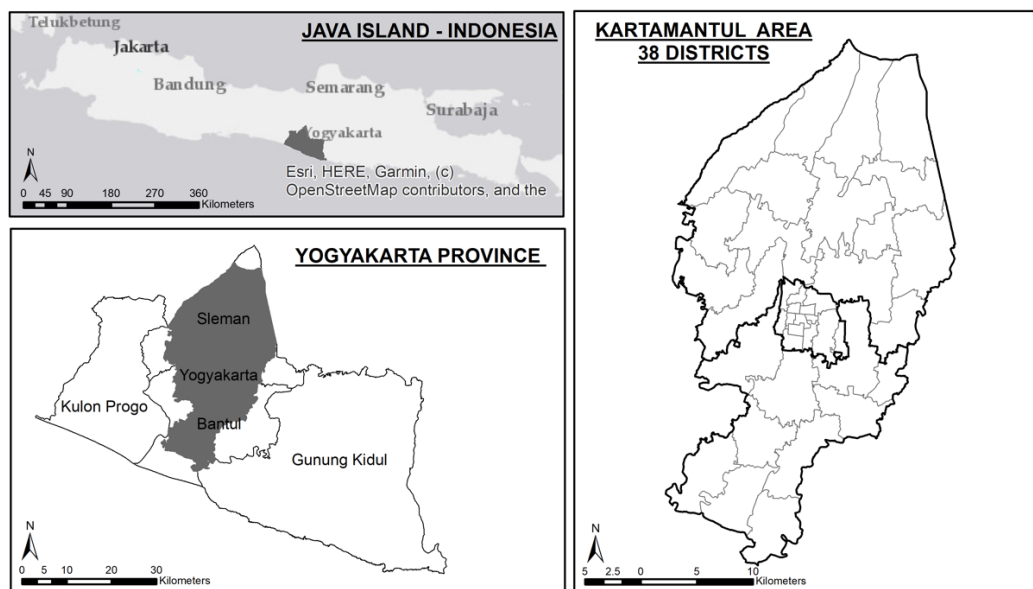 JAVA ISLAND - INDONESIA
Telukbetung
Jakarta
Bandung
Semarang
Surabaja
Yogyakarta
N
Esri, HERE, Garmin, (c)
OpenStreetMap contributors, and the
0 45 90 180 270 360
Kilometers
YOGYAKARTA PROVINCE
Sleman
Yogyakarta
Kulon Progo
Bantul
Gunung Kidul
N
0 5 10 20 30
Kilometers
KARTAMANTUL AREA
38 DISTRICTS
N
5 2.5 0 5 10
Kilometers